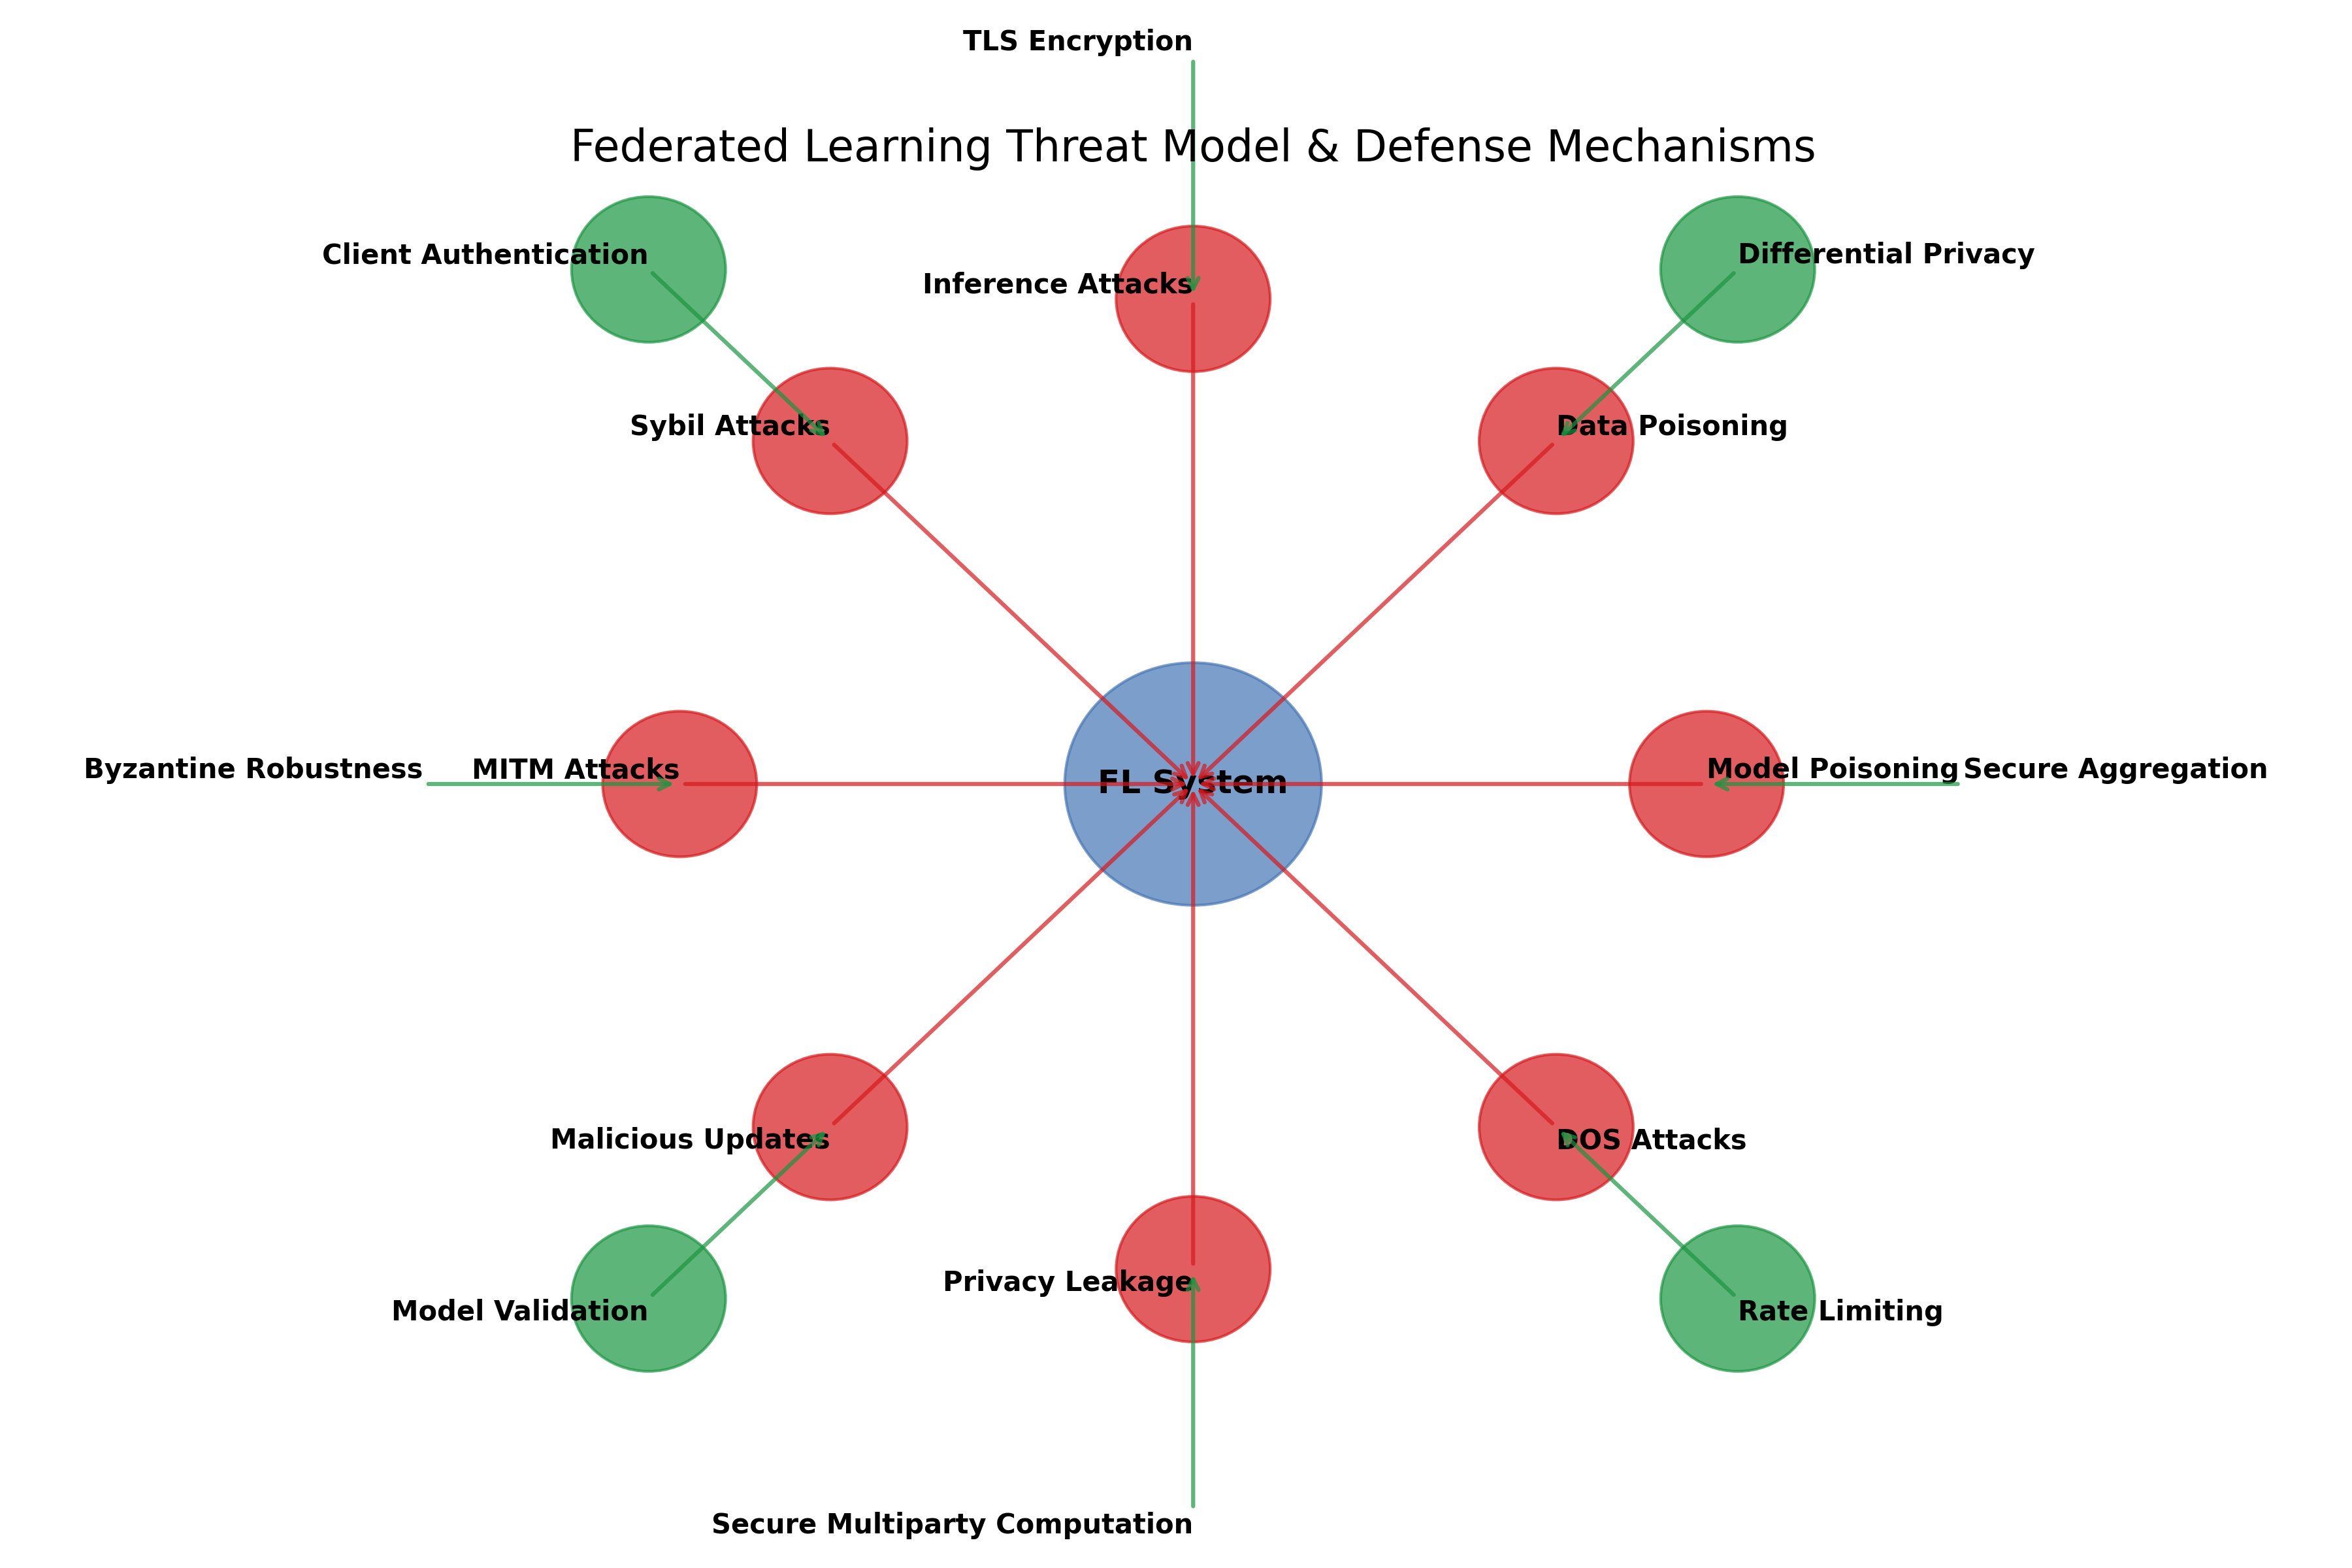 TLS Encryption
Federated Learning Threat Model & Defense Mechanisms
Client Authentication
Differential Privacy
Inference Attacks
Sybil Attacks
Data Poisoning
Byzantine Robustness
MITM Attacks
FL System
Model Poisoning
Secure Aggregation
Malicious Updates
DOS Attacks
Privacy Leakage
Model Validation
Rate Limiting
Secure Multiparty Computation